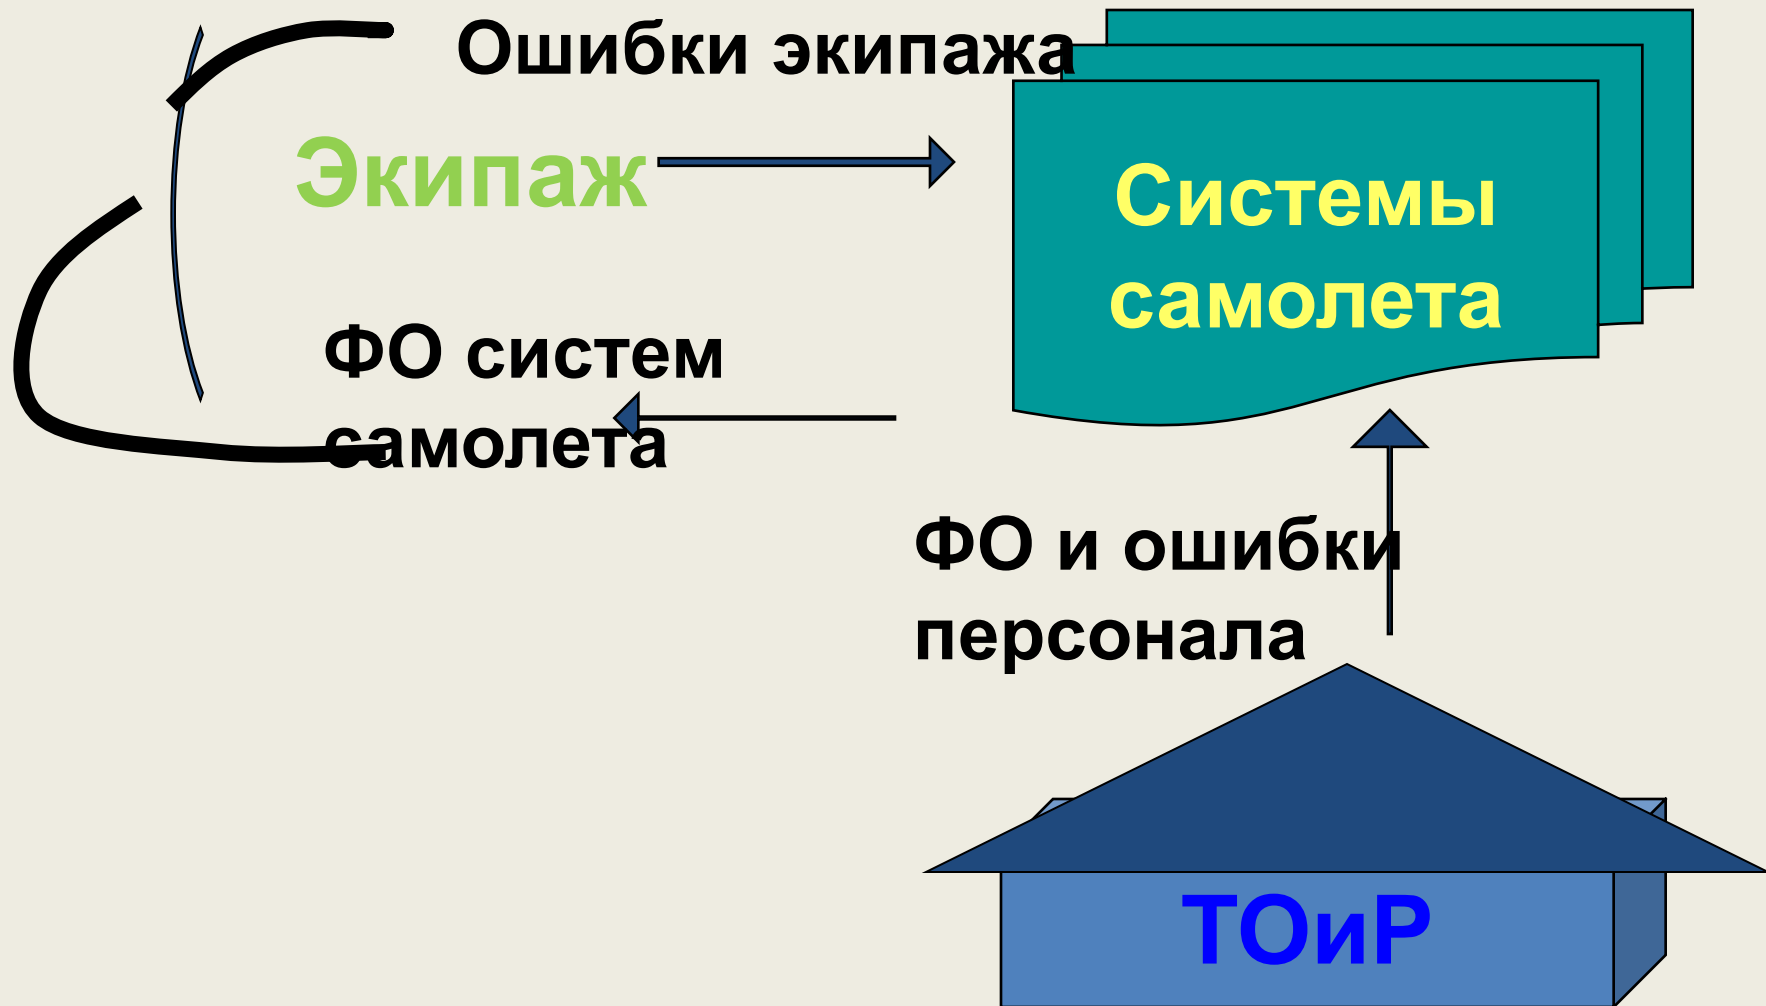 Ошибки экипажа
Экипаж
Системы
самолета
ФО систем
самолета
ФО и ошибки
персонала
ТОиР